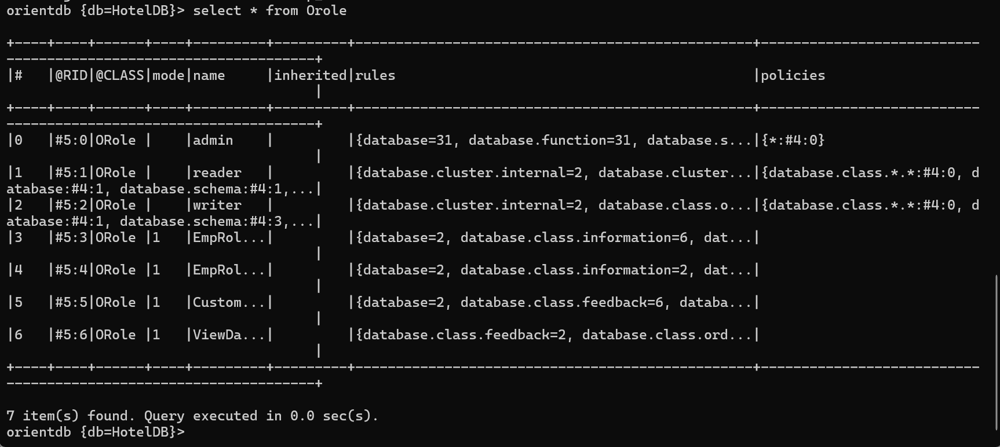 orientdb {db=HotelDB}> select * from Orole
+----+----+------+----+---------+---------+-------------------------------------------------+---------------------------
--------------------------------------+
|#   |@RID|@CLASS|mode|name     |inherited|rules                                            |policies
                                      |
+----+----+------+----+---------+---------+-------------------------------------------------+---------------------------
--------------------------------------+
|0   |#5:0|ORole |    |admin    |         |{database=31, database.function=31, database.s...|{*:#4:0}
                                      |
|1   |#5:1|ORole |    |reader   |         |{database.cluster.internal=2, database.cluster...|{database.class.*.*:#4:0, d
atabase:#4:1, database.schema:#4:1,...|
|2   |#5:2|ORole |    |writer   |         |{database.cluster.internal=2, database.class.o...|{database.class.*.*:#4:0, d
atabase:#4:1, database.schema:#4:3,...|
|3   |#5:3|ORole |1   |EmpRol...|         |{database=2, database.class.information=6, dat...|
                                      |
|4   |#5:4|ORole |1   |EmpRol...|         |{database=2, database.class.information=2, dat...|
                                      |
|5   |#5:5|ORole |1   |Custom...|         |{database=2, database.class.feedback=6, databa...|
                                      |
|6   |#5:6|ORole |1   |ViewDa...|         |{database.class.feedback=2, database.class.ord...|
                                      |
+----+----+------+----+---------+---------+-------------------------------------------------+---------------------------
--------------------------------------+
7 item(s) found. Query executed in 0.0 sec(s).
orientdb {db=HotelDB}>